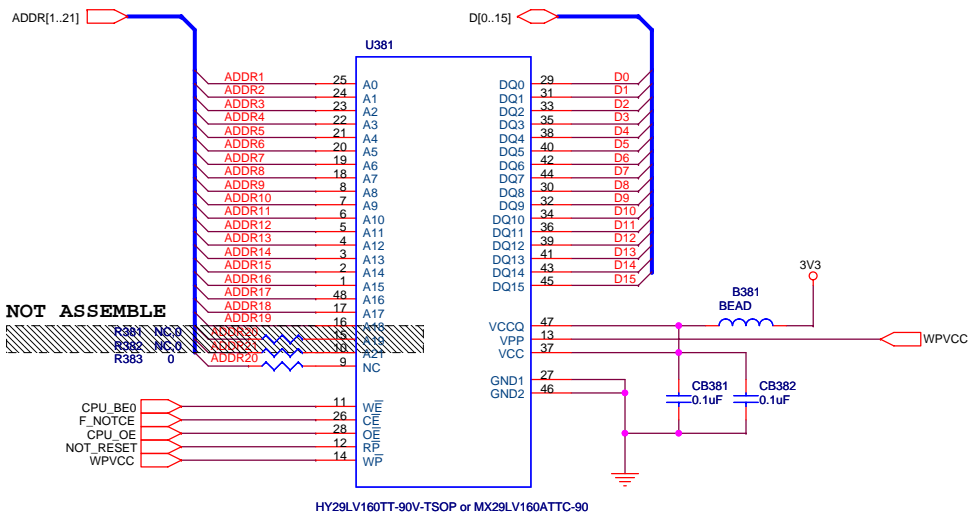 ADDR[1..21]
D[0..15]
U381
ADDR1 25 A0 DQ0 29 D0
ADDR2 24 A1 DQ1 31 D1
ADDR3 23 A2 DQ2 33 D2
ADDR4 22 A3 DQ3 35 D3
ADDR5 21 A4 DQ4 38 D4
ADDR6 20 A5 DQ5 40 D5
ADDR7 19 A6 DQ6 42 D6
ADDR8 18 A7 DQ7 44 D7
ADDR9 8 A8 DQ8 30 D8
ADDR10 7 A9 DQ9 32 D9
ADDR11 6 A10 DQ10 34 D10
ADDR12 5 A11 DQ11 36 D11
ADDR13 4 A12 DQ12 39 D12
ADDR14 3 A13 DQ13 41 D13
ADDR15 2 A14 DQ14 43 D14
ADDR16 1 A15 DQ15 45 D15
ADDR17 48 A16
ADDR18 17 A17
ADDR19 16 A18
NOT ASSEMBLE
R381 NC,0 ADDR20 15 A19
R382 NC,0 ADDR21 10 A21
R383 0 ADDR20 9 NC
3V3
B381
BEAD
VCCQ 47
VPP 13 WPVCC
VCC 37
GND1 27
GND2 46
CB381
0.1uF
CB382
0.1uF
CPU_BE0 11 WE
F_NOTCE 26 CE
CPU_OE 28 OE
NOT_RESET 12 RP
WPVCC 14 WP
HY29LV160TT-90V-TSOP or MX29LV160ATTC-90